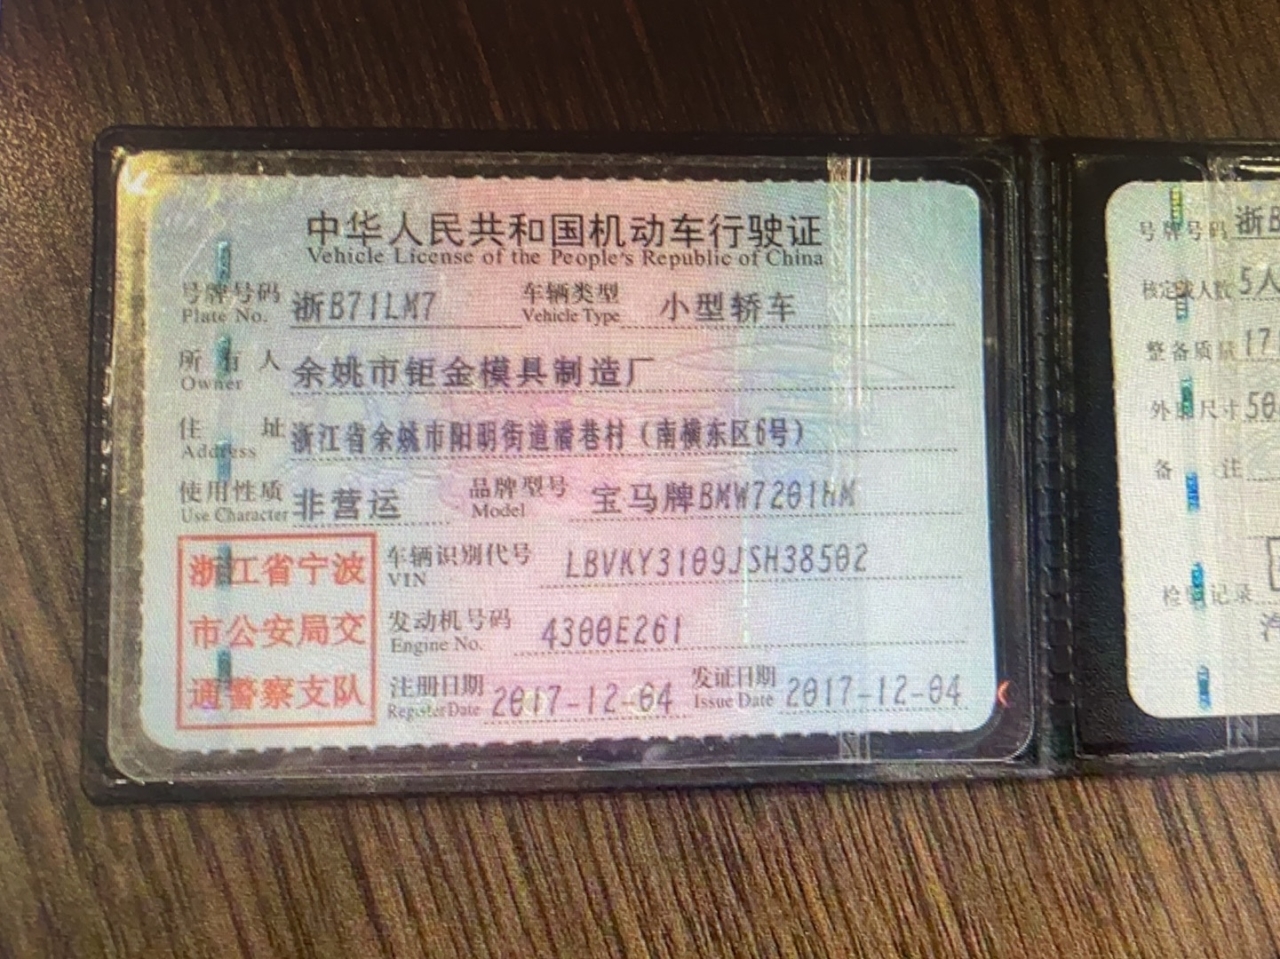 中华人民共和国机动车行驶证
Vehicle License of the People's Republic of China
号牌号码 浙B71LM7 车辆类型 小型轿车
Plate No. Vehicle Type
所有人 余姚市钜金模具制造厂
Owner
住址 浙江省余姚市阳明街道潘巷村（南横东区6号）
Address
使用性质 非营运 品牌型号 宝马牌BMW7201HM
Use Character Model
浙江省宁波
市公安局交
通警察支队
车辆识别代号 LBVKY3109JSH38502
VIN
发动机号码 4300E261
Engine No.
注册日期 2017-12-04 发证日期 2017-12-04
Register Date Issue Date
号牌号码 浙B
核定载人数 5人
整备质量 17
外廓尺寸 50
备注
检验记录